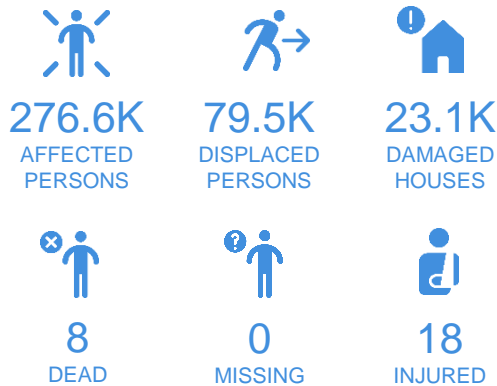 276.6K 79.5K 23.1K
AFFECTED DISPLACED DAMAGED
PERSONS PERSONS HOUSES
8 0 18
DEAD MISSING INJURED